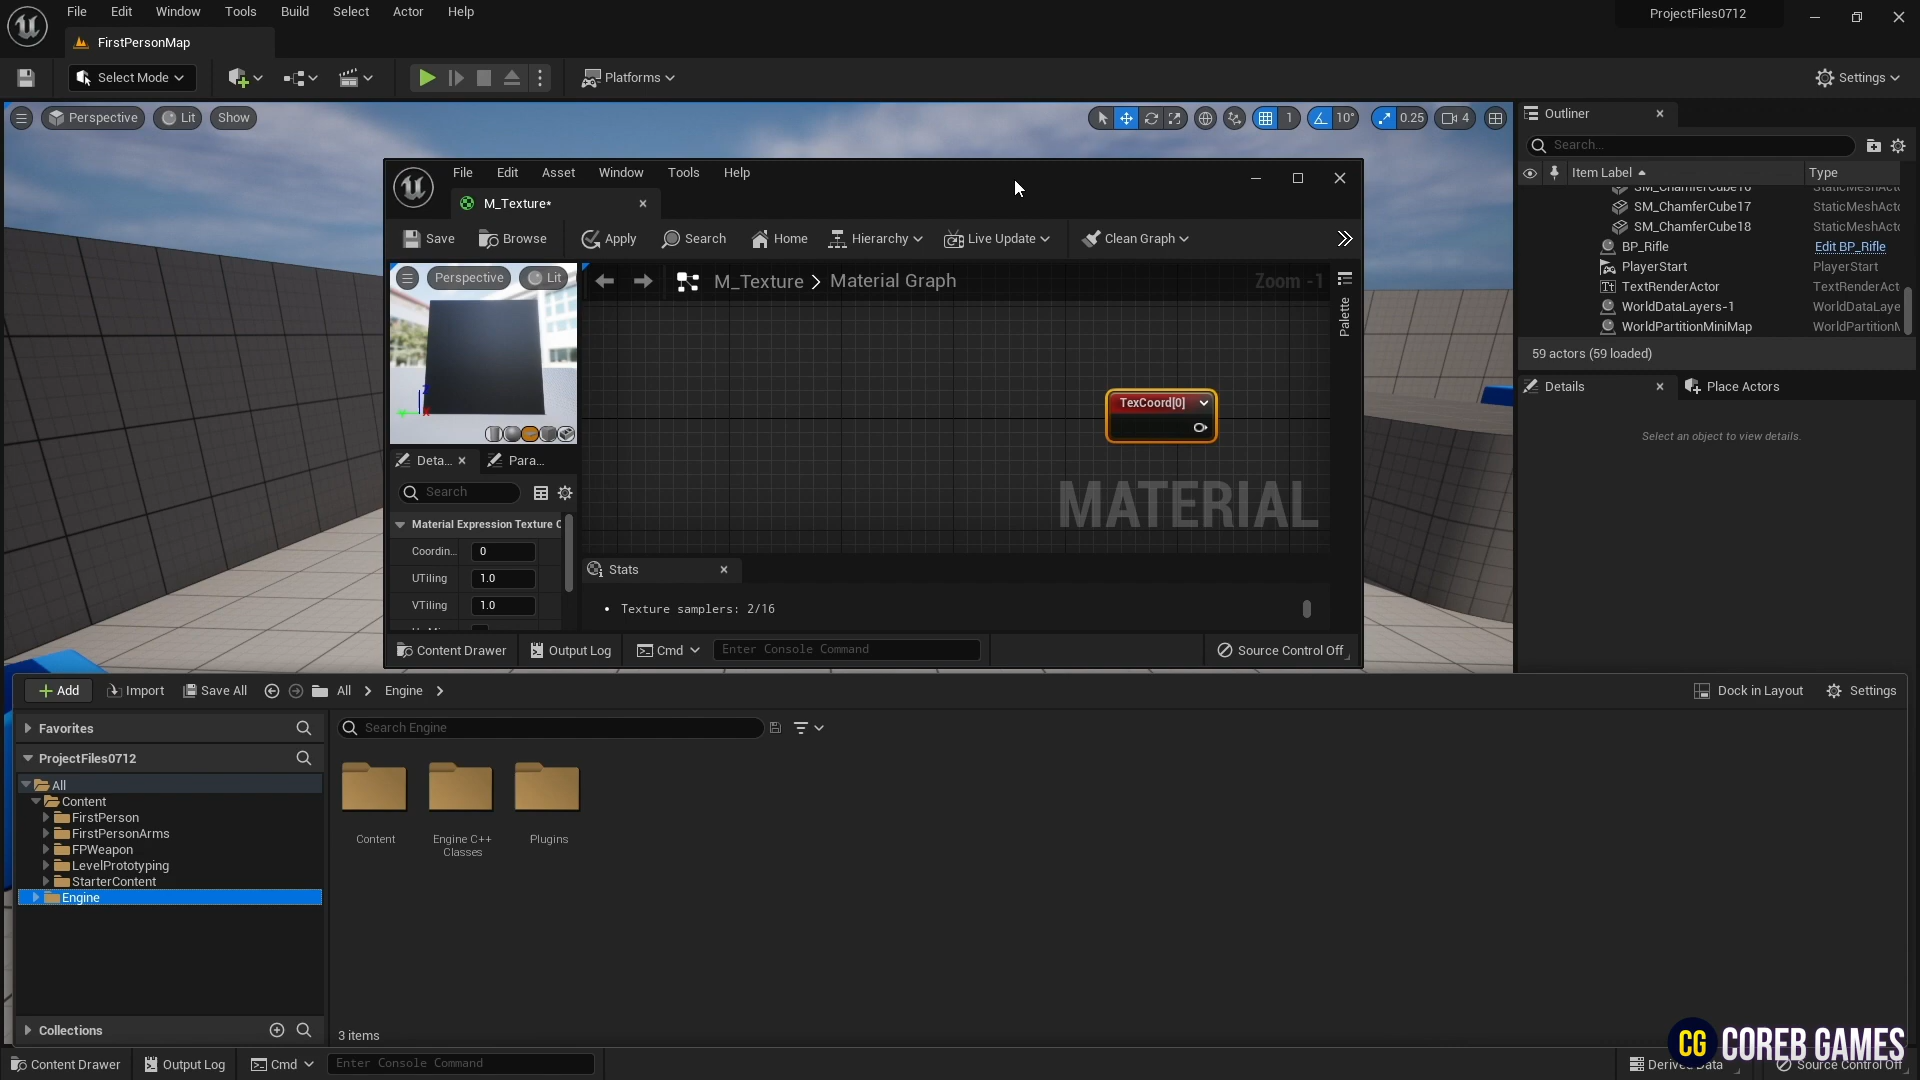 File Edit Window Tools Build Select Actor Help
ProjectFiles0712
FirstPersonMap
Select Mode
Platforms
Settings
Perspective
Lit
Show
1
10°
0.25
4
Outliner
Search...
Item Label
Type
SM_ChamferCube17
StaticMeshActo
SM_ChamferCube18
StaticMeshActo
BP_Rifle
Edit BP_Rifle
PlayerStart
PlayerStart
TextRenderActor
TextRenderAct
WorldDataLayers-1
WorldDataLaye
WorldPartitionMiniMap
59 actors (59 loaded)
Details
Place Actors
Select an object to view details.
File Edit Asset Window Tools Help
M_Texture*
Save
Browse
Apply
Search
Home
Hierarchy
Live Update
Clean Graph
Perspective
Lit
M_Texture > Material Graph
Zoom -1
Palette
TexCoord[0]
MATERIAL
Deta...
Para...
Search
Material Expression Texture C
Coordin...
0
UTiling
1.0
VTiling
1.0
Stats
• Texture samplers: 2/16
Content Drawer
Output Log
Cmd
Enter Console Command
Source Control Off
Add
Import
Save All
All > Engine >
Dock in Layout
Settings
Favorites
Search Engine
ProjectFiles0712
All
Content
FirstPerson
FirstPersonArms
FPWeapon
LevelPrototyping
StarterContent
Engine
Content
Engine C++
Classes
Plugins
Collections
3 items
CG COREB GAMES
Content Drawer
Output Log
Cmd
Enter Console Command
Derived Data
Source Control Off